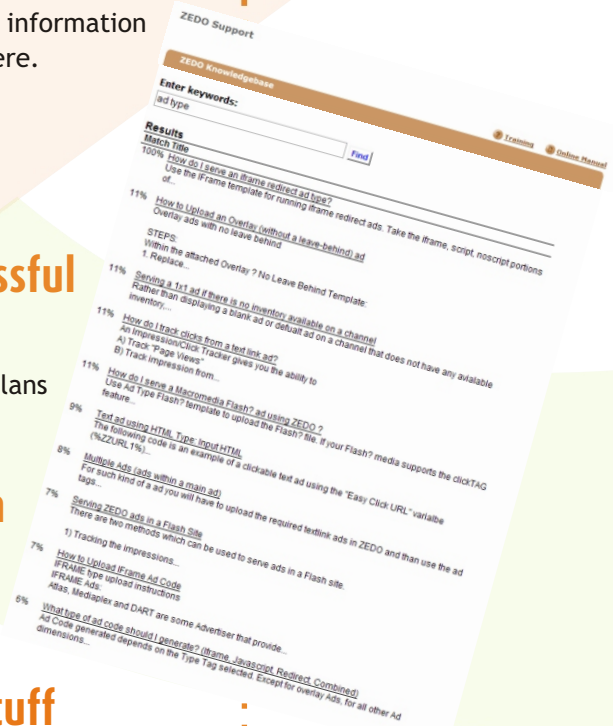 information
ere.
ssful
lans
n
tuff
ZEDO Support
ZEDO Knowledgebase
Training
Online Manual
Enter keywords:
ad type
Find
Results
Match Title
100% How do I serve an iframe redirect ad type?
Use the IFrame template for running iframe redirect ads. Take the iframe, script, noscript portions
of...
11% How to Upload an Overlay (without a leave-behind) ad
Overlay ads with no leave behind
STEPS:
Within the attached Overlay ? No Leave Behind Template:
1. Replace...
11% Serving a 1x1 ad if there is no inventory available on a channel
Rather than displaying a blank ad or defualt ad on a channel that does not have any avialable
inventory,...
11% How do I track clicks from a text link ad?
An Impression/Click Tracker gives you the ability to
A) Track "Page Views"
B) Track impression from...
11% How do I serve a Macromedia Flash? ad using ZEDO ?
Use Ad Type Flash? template to upload the Flash? file. If your Flash? media supports the clickTAG
feature...
9% Text ad using HTML Type: Input HTML
The following code is an example of a clickable text ad using the "Easy Click URL" varialbe
(%ZZURL1%)...
8% Multiple Ads (ads within a main ad)
For such kind of a ad you will have to upload the required textlink ads in ZEDO and than use the ad
tags...
7% Serving ZEDO ads in a Flash Site
There are two methods which can be used to serve ads in a Flash site.
1) Tracking the impressions...
7% How to Upload IFrame Ad Code
IFRAME type upload instructions
IFRAME Ads:
Atlas, Mediaplex and DART are some Advertiser that provide...
6% What type of ad code should I generate? (Iframe, Javascript, Redirect, Combined)
Ad Code generated depends on the Type Tag selected. Except for overlay Ads, for all other Ad
dimensions...